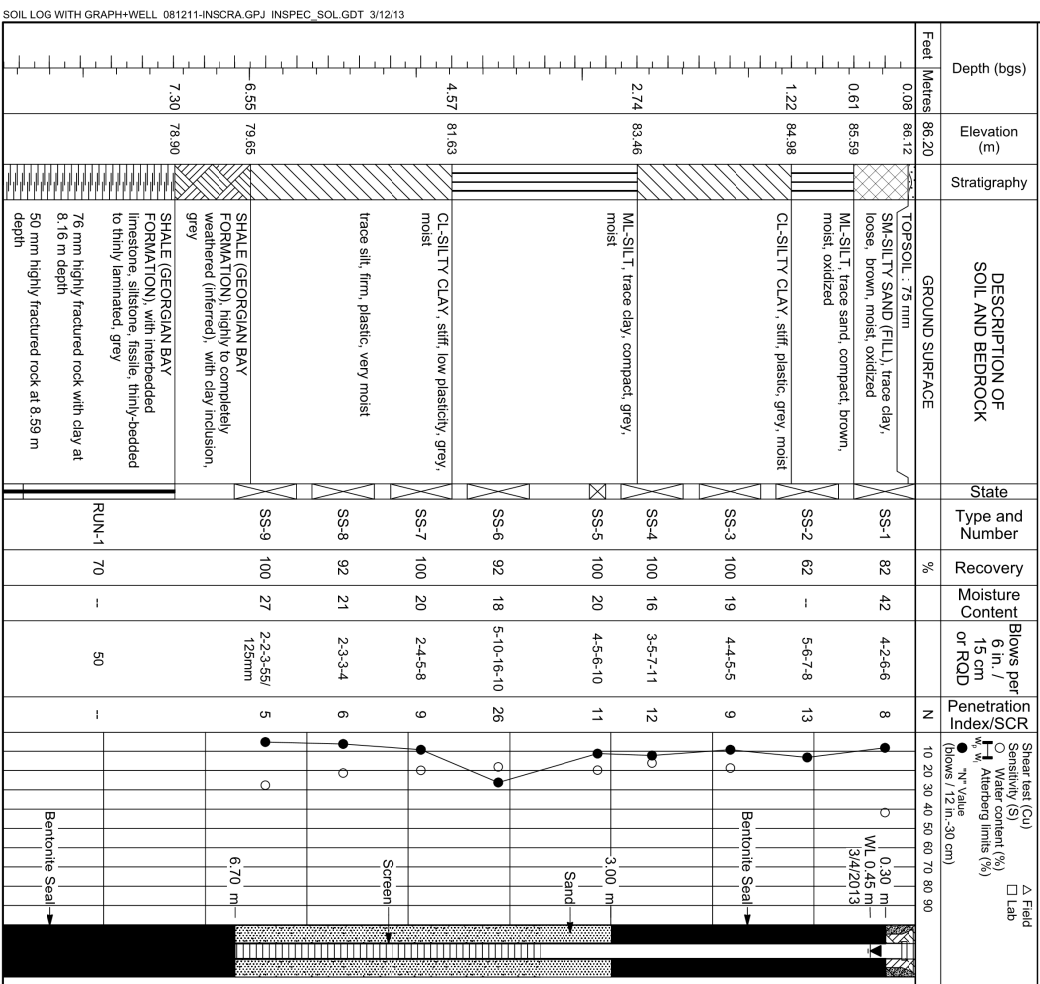 SOIL LOG WITH GRAPH+WELL 081211-INSCRA.GPJ INSPEC_SOL.GDT 3/12/13
Depth (bgs)
Elevation
(m)
Stratigraphy
DESCRIPTION OF
SOIL AND BEDROCK
State
Type and
Number
Recovery
Moisture
Content
Blows per
6 in. /
15 cm
or RQD
Penetration
Index/SCR
Shear test (Cu)
Sensitivity (S)
△ Field
□ Lab
○ Water content (%)
wp wl Atterberg limits (%)
● "N" Value
(blows / 12 in.-30 cm)
Feet Metres 86.20 GROUND SURFACE % N 10 20 30 40 50 60 70 80 90
0.08 86.12 TOPSOIL : 75 mm
SM-SILTY SAND (FILL), trace clay,
loose, brown, moist, oxidized
SS-1 82 42 4-2-6-6 8
0.30 m
WL 0.45 m
3/4/2013
0.61 85.59 ML-SILT, trace sand, compact, brown,
moist, oxidized
SS-2 62 -- 5-6-7-8 13
1.22 84.98 CL-SILTY CLAY, stiff, plastic, grey, moist
SS-3 100 19 4-4-5-5 9
Bentonite Seal
SS-4 100 16 3-5-7-11 12
2.74 83.46 ML-SILT, trace clay, compact, grey,
moist
SS-5 100 20 4-5-6-10 11
3.00 m
Sand
SS-6 92 18 5-10-16-10 26
4.57 81.63 CL-SILTY CLAY, stiff, low plasticity, grey,
moist
SS-7 100 20 2-4-5-8 9
Screen
trace silt, firm, plastic, very moist
SS-8 92 21 2-3-3-4 6
SS-9 100 27 2-2-3-55/
125mm
5
6.55 79.65 SHALE (GEORGIAN BAY
FORMATION), highly to completely
weathered (inferred), with clay inclusion,
grey
6.70 m
7.30 78.90 SHALE (GEORGIAN BAY
FORMATION), with interbedded
limestone, siltstone, fissile, thinly-bedded
to thinly laminated, grey
RUN-1 70 -- 50 --
76 mm highly fractured rock with clay at
8.16 m depth
Bentonite Seal
50 mm highly fractured rock at 8.59 m
depth